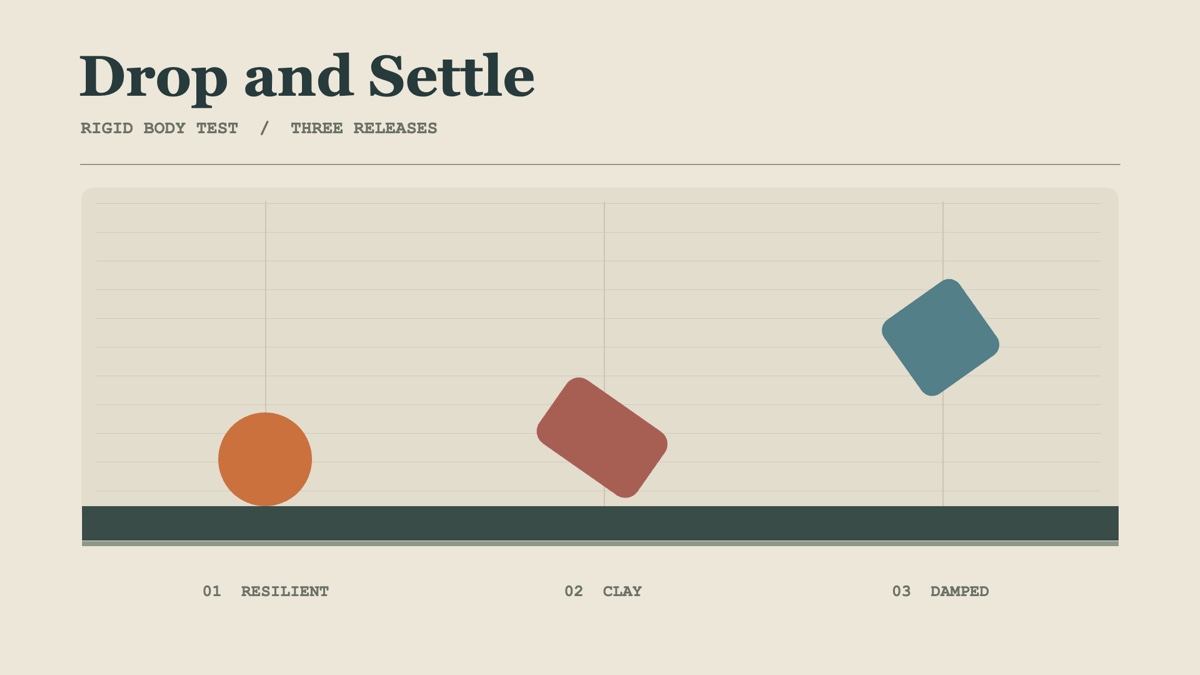 Drop and Settle
RIGID BODY TEST / THREE RELEASES
01 RESILIENT
02 CLAY
03 DAMPED